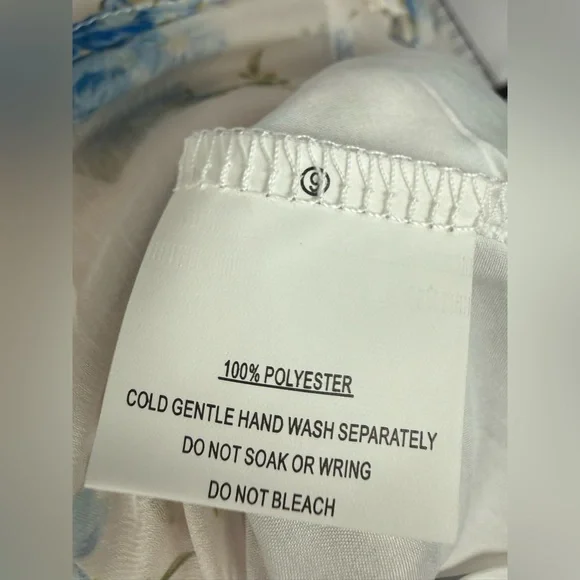 9
100% POLYESTER
COLD GENTLE HAND WASH SEPARATELY
DO NOT SOAK OR WRING
DO NOT BLEACH